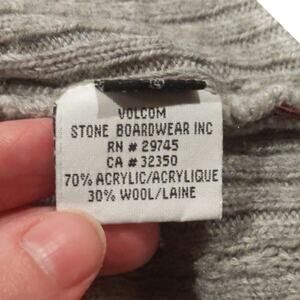 VOLCOM
STONE BOARDWEAR INC
RN # 29745
CA # 32350
70% ACRYLIC/ACRYLIQUE
30% WOOL/LAINE